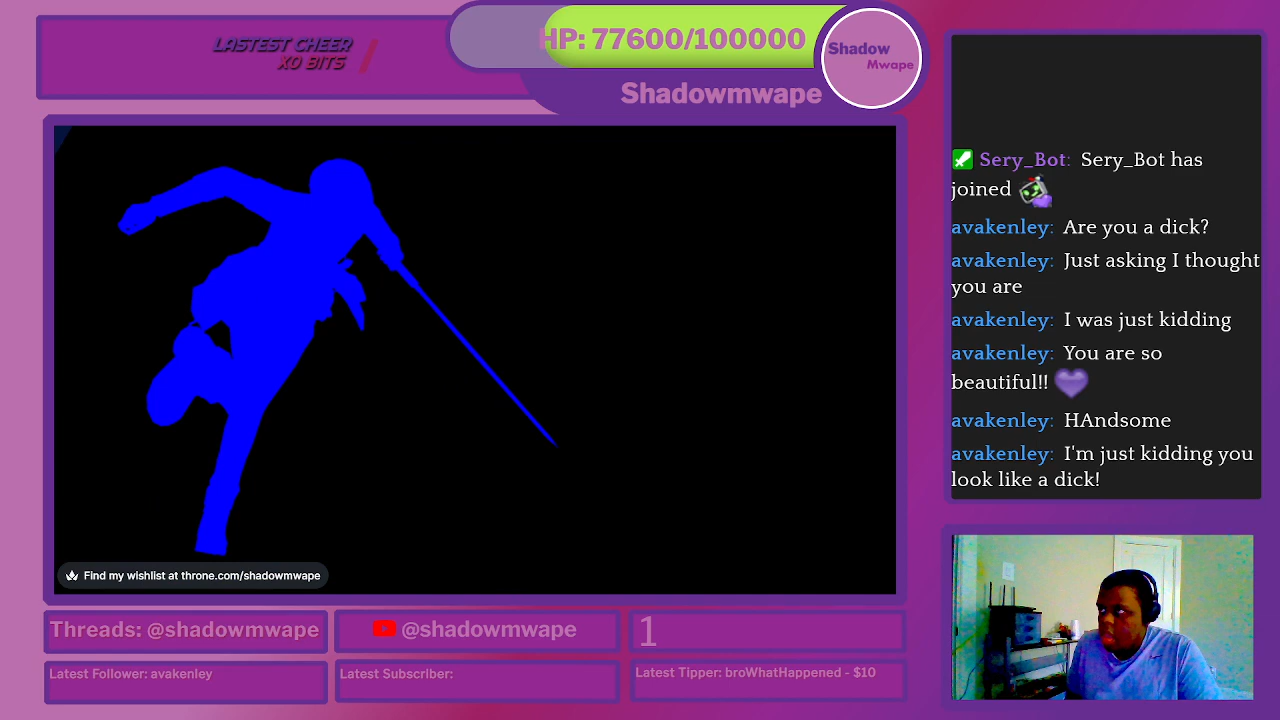 LASTEST CHEER
X0 BITS
HP: 77600/100000
Shadow
Mwape
Shadowmwape
Sery_Bot: Sery_Bot has
joined
avakenley: Are you a dick?
avakenley: Just asking I thought
you are
avakenley: I was just kidding
avakenley: You are so
beautiful!!
avakenley: HAndsome
avakenley: I'm just kidding you
look like a dick!
Find my wishlist at throne.com/shadowmwape
Threads: @shadowmwape
@shadowmwape
1
Latest Follower: avakenley
Latest Subscriber:
Latest Tipper: broWhatHappened - $10